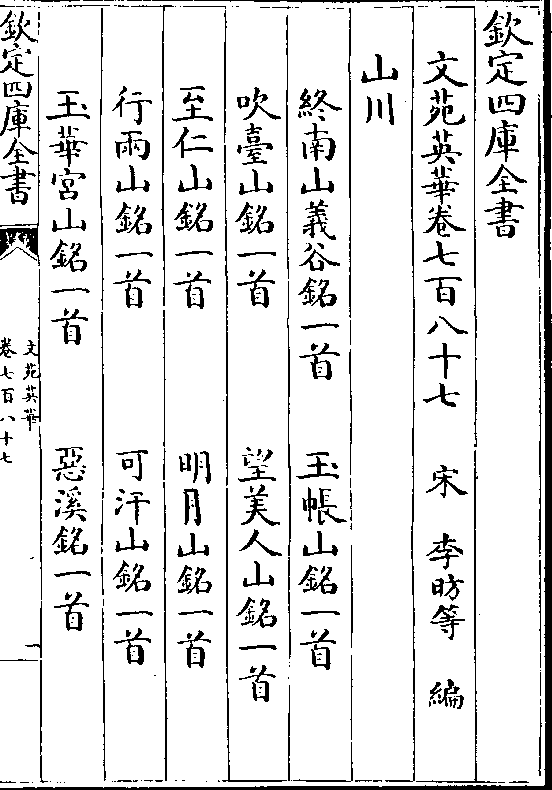 欽定四庫全書
文苑英華卷七百八十七　宋　李昉等　編
山川
終南山義谷銘一首　玉帳山銘一首
吹臺山銘一首　望美人山銘一首
至仁山銘一首　明月山銘一首
行雨山銘一首　可汗山銘一首
玉華宮山銘一首　惡溪銘一首
欽定四庫全書
文苑英華
卷七百八十七
一